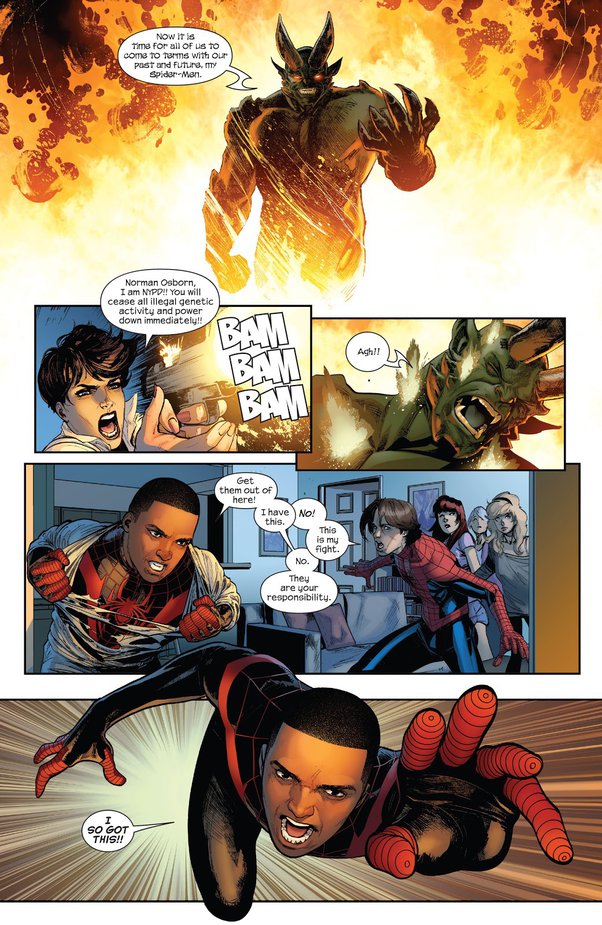 Now it is
time for all of us to
come to terms with our
past and future, my
Spider-Men.
Norman Osborn,
I am NYPD!! You will
cease all illegal genetic
activity and power
down immediately!!
BAM
BAM
BAM
Agh!!
Get
them out of
here!
I have
this.
No!
This
is my
fight.
No.
They
are your
responsibility.
I
SO GOT
THIS!!